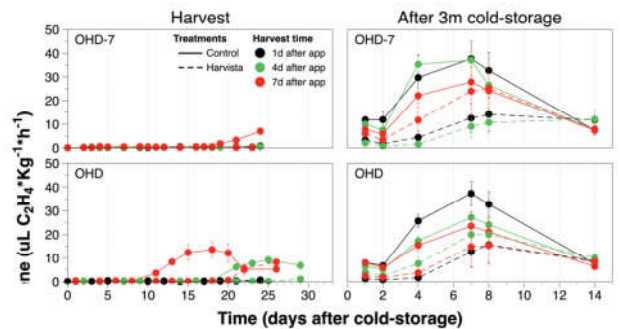 Harvest
After 3m cold-storage
OHD-7
Treatments
Control
Harvista
Harvest time
1d after app
4d after app
7d after app
OHD-7
50
40
30
20
10
0
OHD
OHD
50
40
30
20
10
0
ne (uL C₂H₄*Kg⁻¹*h⁻¹)
0 5 10 15 20 25 30
0 2 4 6 8 10 12 14
Time (days after cold-storage)